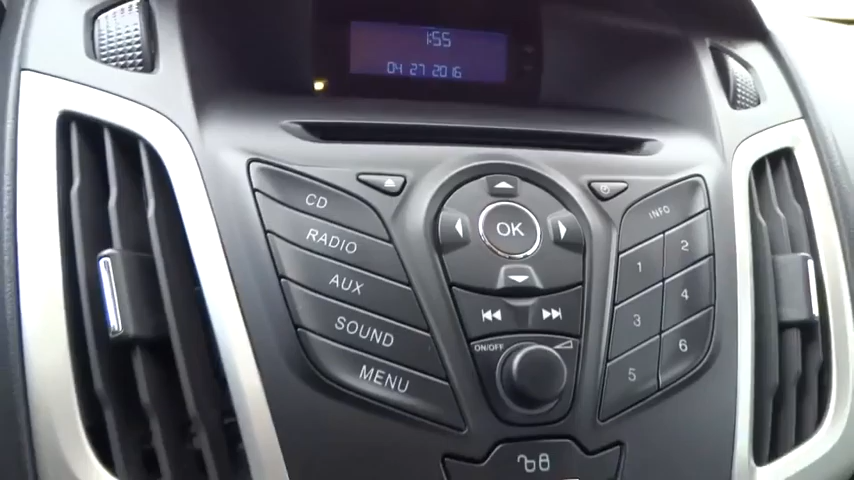 1:55
04 27 2016
CD
RADIO
AUX
SOUND
MENU
OK
ON/OFF
INFO
1 2
3 4
5 6